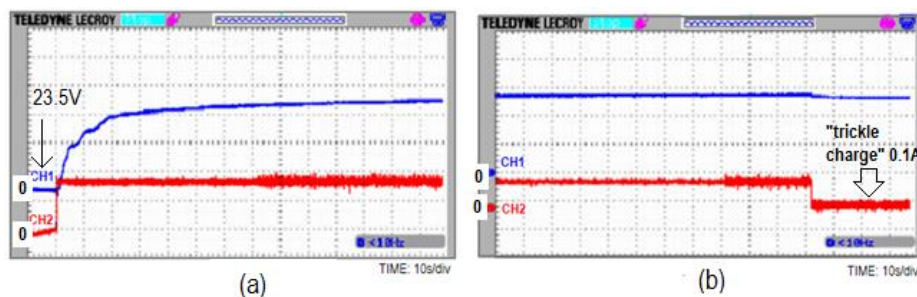 TELEDYNE LECROY
23.5V
0 CH1
0 CH2
<10Hz
TIME: 10s/div
(a)
TELEDYNE LECROY
"trickle
charge" 0.1A
0 CH1
0 CH2
<10Hz
TIME: 10s/div
(b)